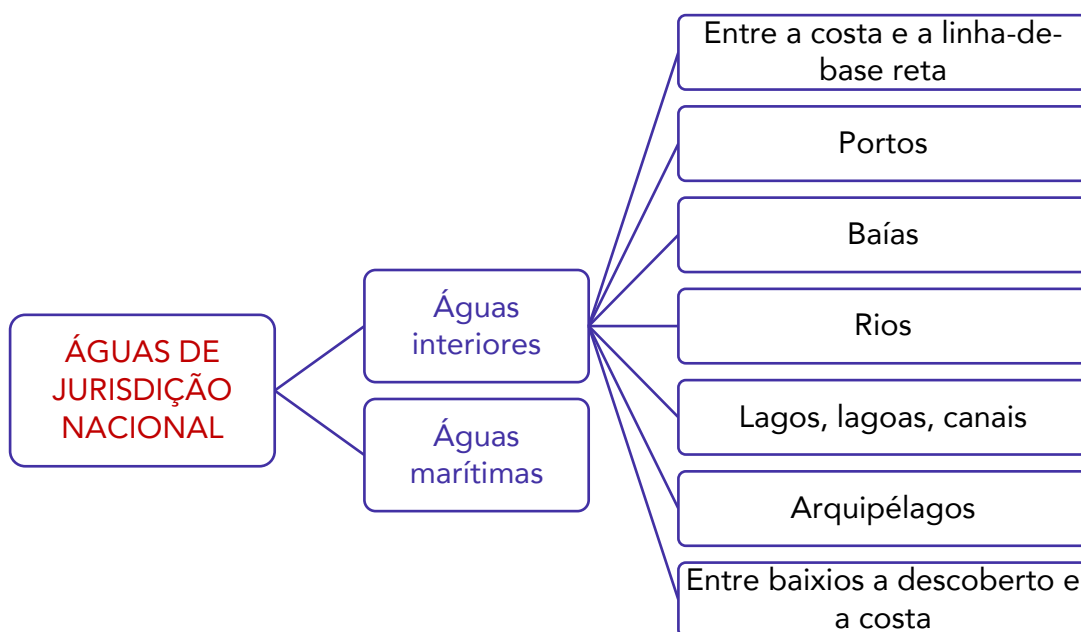 ÁGUAS DE
JURISDIÇÃO
NACIONAL
Águas
interiores
Águas
marítimas
Entre a costa e a linha-de-
base reta
Portos
Baías
Rios
Lagos, lagoas, canais
Arquipélagos
Entre baixios a descoberto e
a costa